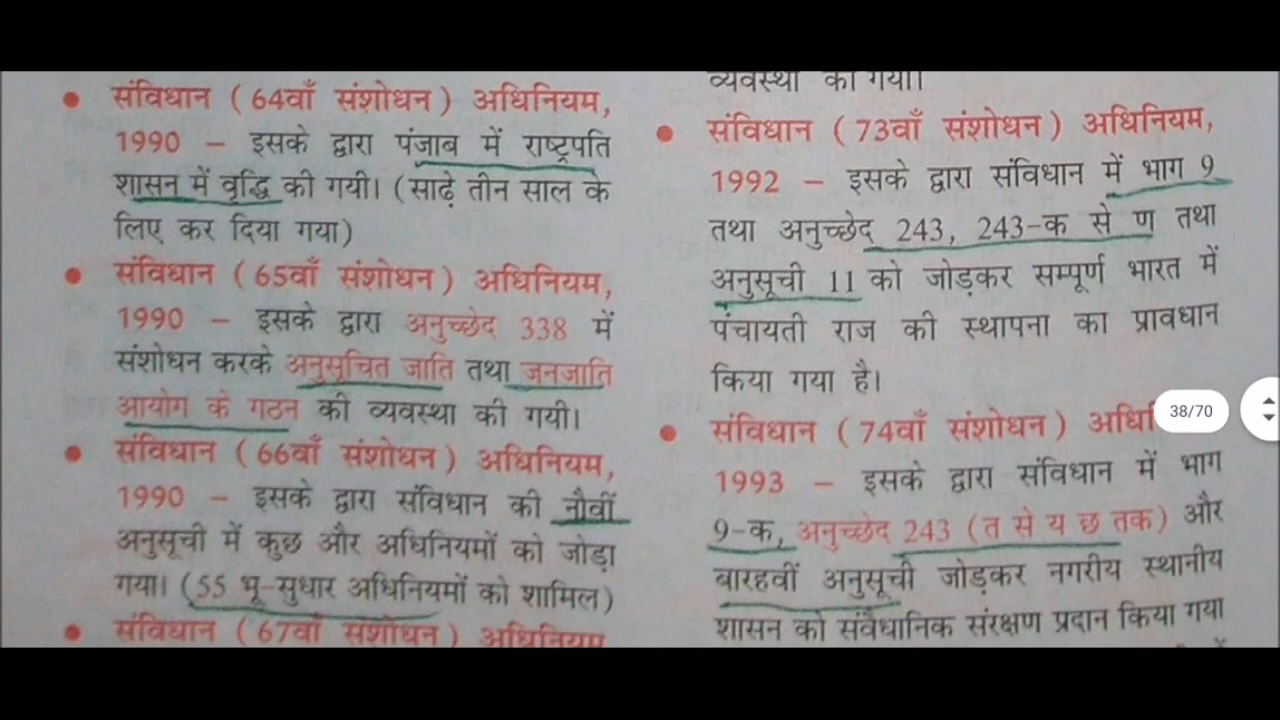 संविधान (64वाँ संशोधन) अधिनियम,
1990 – इसके द्वारा पंजाब में राष्ट्रपति
शासन में वृद्धि की गयी। (साढ़े तीन साल के
लिए कर दिया गया)
संविधान (65वाँ संशोधन) अधिनियम,
1990 – इसके द्वारा अनुच्छेद 338 में
संशोधन करके अनुसूचित जाति तथा जनजाति
आयोग के गठन की व्यवस्था की गयी।
संविधान (66वाँ संशोधन) अधिनियम,
1990 – इसके द्वारा संविधान की नौवीं
अनुसूची में कुछ और अधिनियमों को जोड़ा
गया। (55 भू-सुधार अधिनियमों को शामिल)
संविधान (67वाँ संशोधन) अधिनियम
व्यवस्था की गयी।
संविधान (73वाँ संशोधन) अधिनियम,
1992 – इसके द्वारा संविधान में भाग 9
तथा अनुच्छेद 243, 243-क से ण तथा
अनुसूची 11 को जोड़कर सम्पूर्ण भारत में
पंचायती राज की स्थापना का प्रावधान
किया गया है।
संविधान (74वाँ संशोधन) अधि
1993 – इसके द्वारा संविधान में भाग
9-क, अनुच्छेद 243 (त से य छ तक) और
बारहवीं अनुसूची जोड़कर नगरीय स्थानीय
शासन को संवैधानिक संरक्षण प्रदान किया गया
38/70